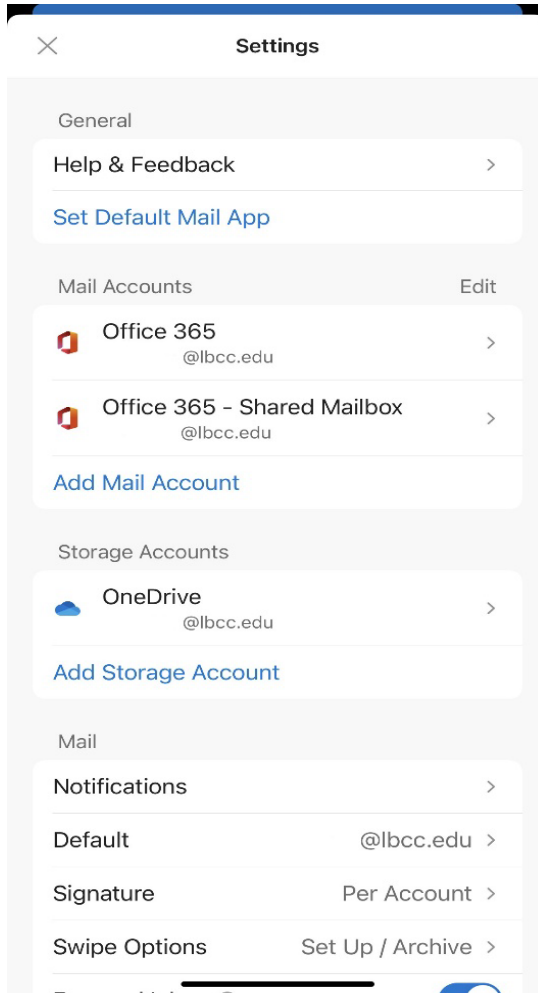 Settings
General
Help & Feedback
Set Default Mail App
Mail Accounts Edit
Office 365
@lbcc.edu
Office 365 - Shared Mailbox
@lbcc.edu
Add Mail Account
Storage Accounts
OneDrive
@lbcc.edu
Add Storage Account
Mail
Notifications
Default @lbcc.edu
Signature Per Account
Swipe Options Set Up / Archive